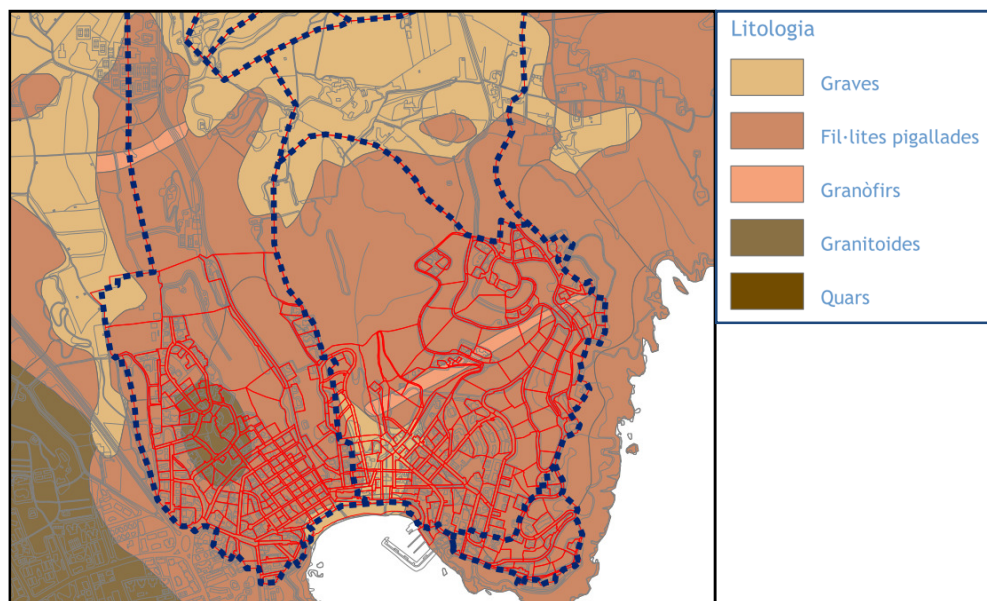 Litologia
Graves
Fil·lites pigallades
Granòfirs
Granitoides
Quars